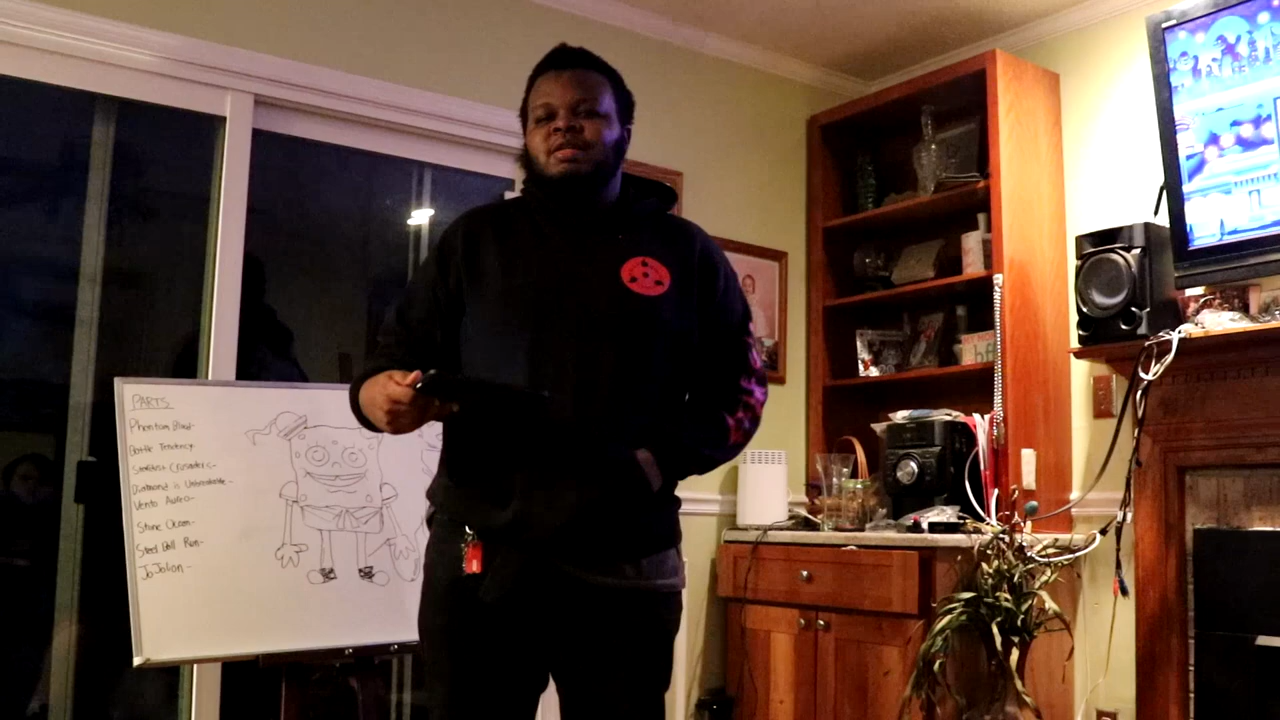 PARTS
Phantom Blood-
Battle Tendency
Stardust Crusaders-
Diamond is Unbreakable-
Vento Aureo-
Stone Ocean-
Steel Ball Run-
JoJolion -